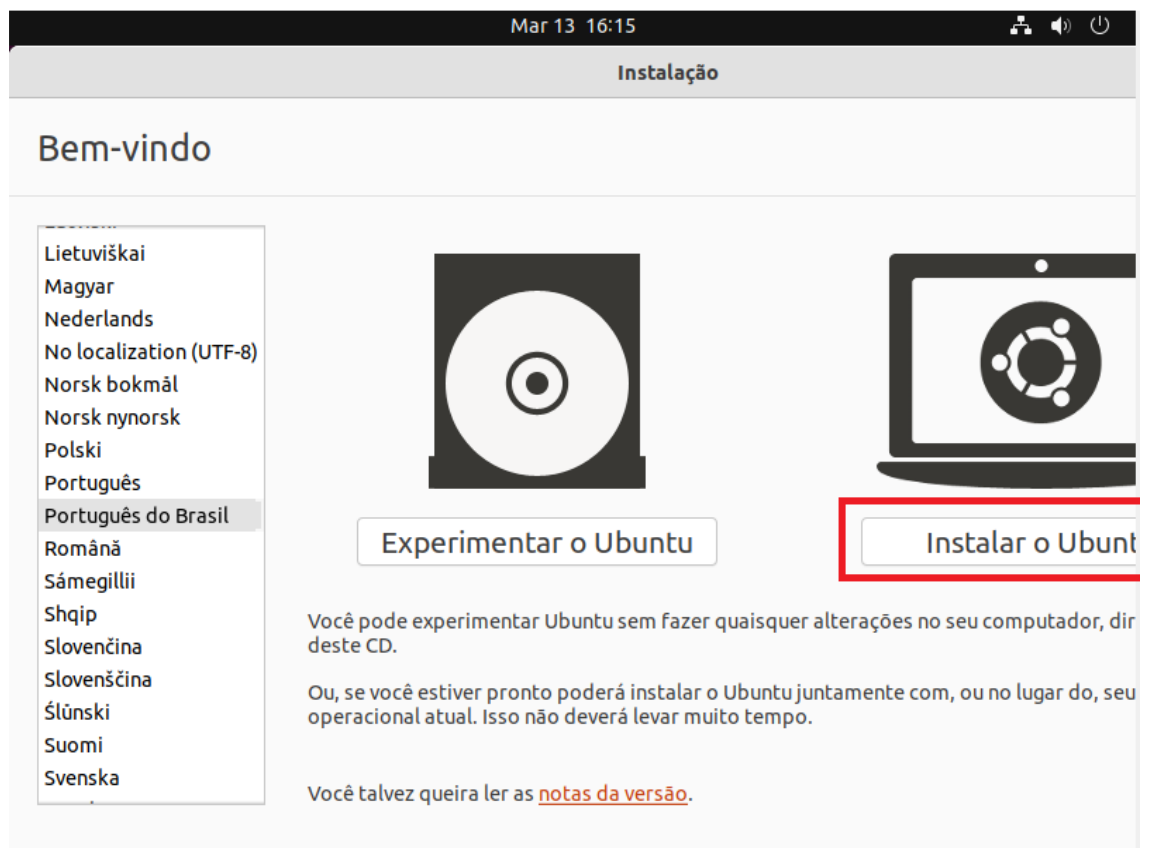 Mar 13 16:15
Instalação
Bem-vindo
Lietuviškai
Magyar
Nederlands
No localization (UTF-8)
Norsk bokmål
Norsk nynorsk
Polski
Português
Português do Brasil
Română
Sámegillii
Shqip
Slovenčina
Slovenščina
Ślůnski
Suomi
Svenska
Experimentar o Ubuntu
Instalar o Ubunt
Você pode experimentar Ubuntu sem fazer quaisquer alterações no seu computador, dir
deste CD.
Ou, se você estiver pronto poderá instalar o Ubuntu juntamente com, ou no lugar do, seu
operacional atual. Isso não deverá levar muito tempo.
Você talvez queira ler as notas da versão.